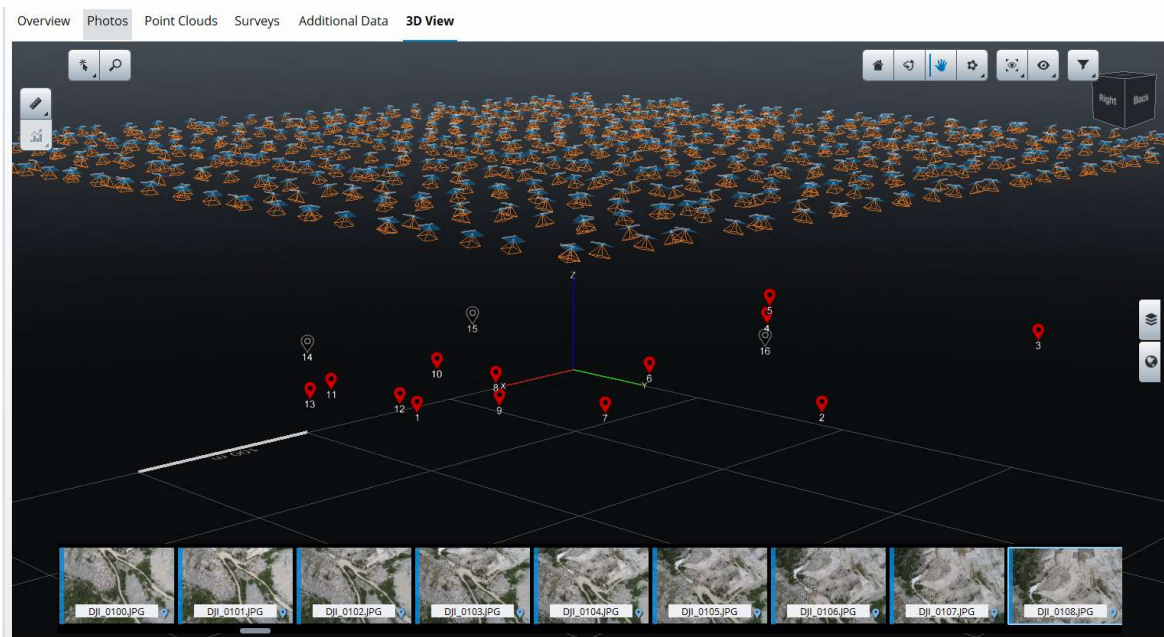 Overview Photos Point Clouds Surveys Additional Data 3D View
Right Back
Z
5
4
15
16
3
14
10
6
8 X
Y
13
11
12
1
9
7
2
100 m
DJI_0100.JPG DJI_0101.JPG DJI_0102.JPG DJI_0103.JPG DJI_0104.JPG DJI_0105.JPG DJI_0106.JPG DJI_0107.JPG DJI_0108.JPG